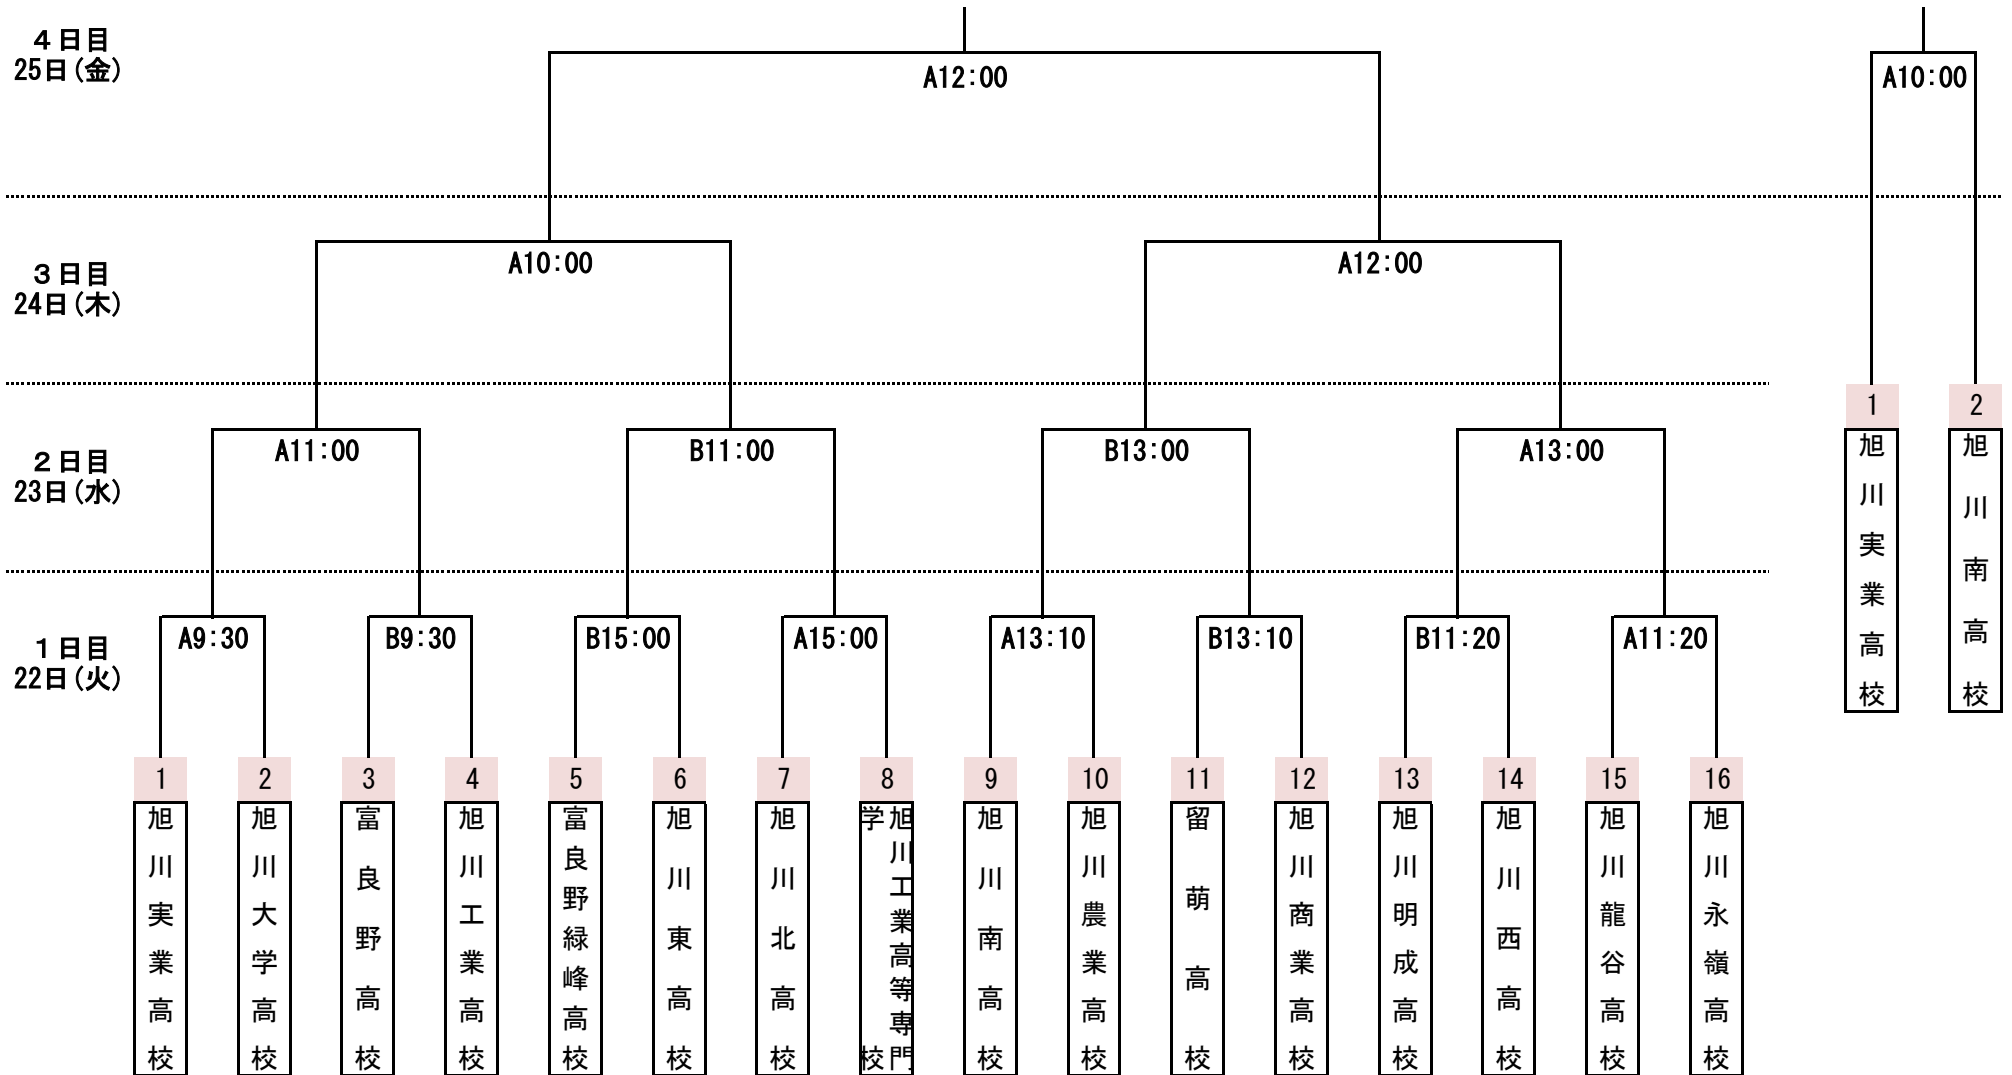 4日目
25日(金)
A12:00
A10:00
3日目
24日(木)
A10:00
A12:00
2日目
23日(水)
A11:00
B11:00
B13:00
A13:00
1
2
旭川実業高校
旭川南高校
1日目
22日(火)
A9:30
B9:30
B15:00
A15:00
A13:10
B13:10
B11:20
A11:20
1
2
3
4
5
6
7
8
9
10
11
12
13
14
15
16
旭川実業高校
旭川大学高校
富良野高校
旭川工業高校
富良野緑峰高校
旭川東高校
旭川北高校
旭川工業高等専門
学校
旭川南高校
旭川農業高校
留萌高校
旭川商業高校
旭川明成高校
旭川西高校
旭川龍谷高校
旭川永嶺高校